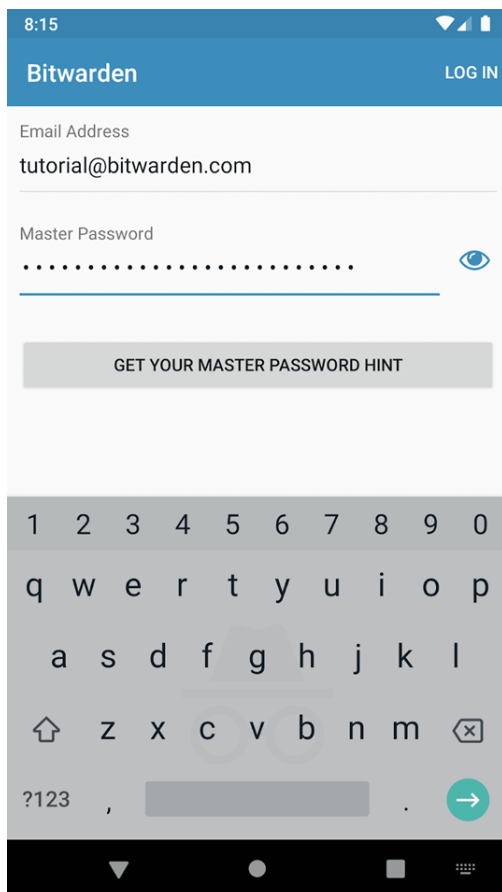 8:15
Bitwarden LOG IN
Email Address
tutorial@bitwarden.com
Master Password
••••••••••••••••••••••••••
GET YOUR MASTER PASSWORD HINT
1 2 3 4 5 6 7 8 9 0
q w e r t y u i o p
a s d f g h j k l
z x c v b n m
?123 , .